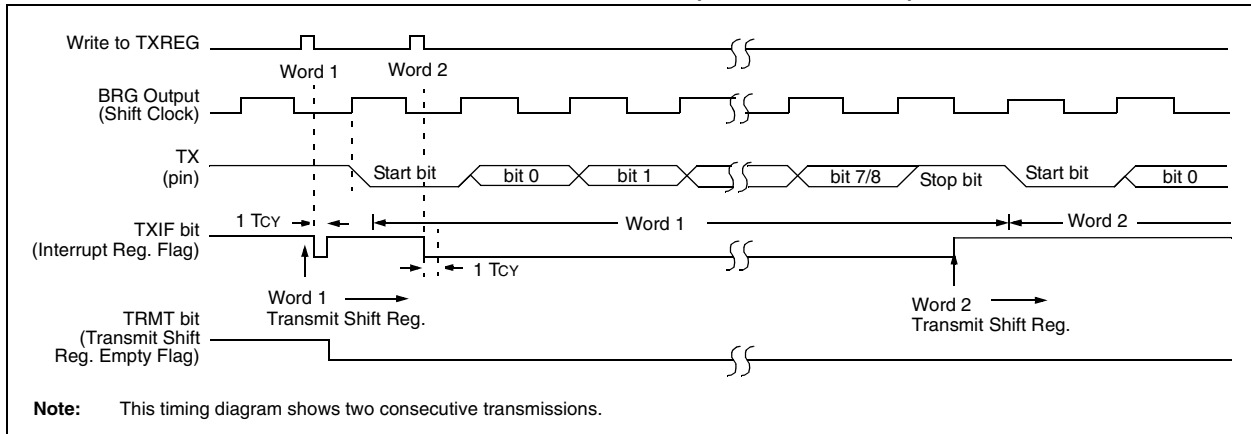 Write to TXREG
Word 1
Word 2
BRG Output
(Shift Clock)
TX
(pin)
Start bit
bit 0
bit 1
bit 7/8
Stop bit
Start bit
bit 0
TXIF bit
(Interrupt Reg. Flag)
1 TCY
Word 1
Word 2
1 TCY
Word 1
Transmit Shift Reg.
Word 2
Transmit Shift Reg.
TRMT bit
(Transmit Shift
Reg. Empty Flag)
Note: This timing diagram shows two consecutive transmissions.